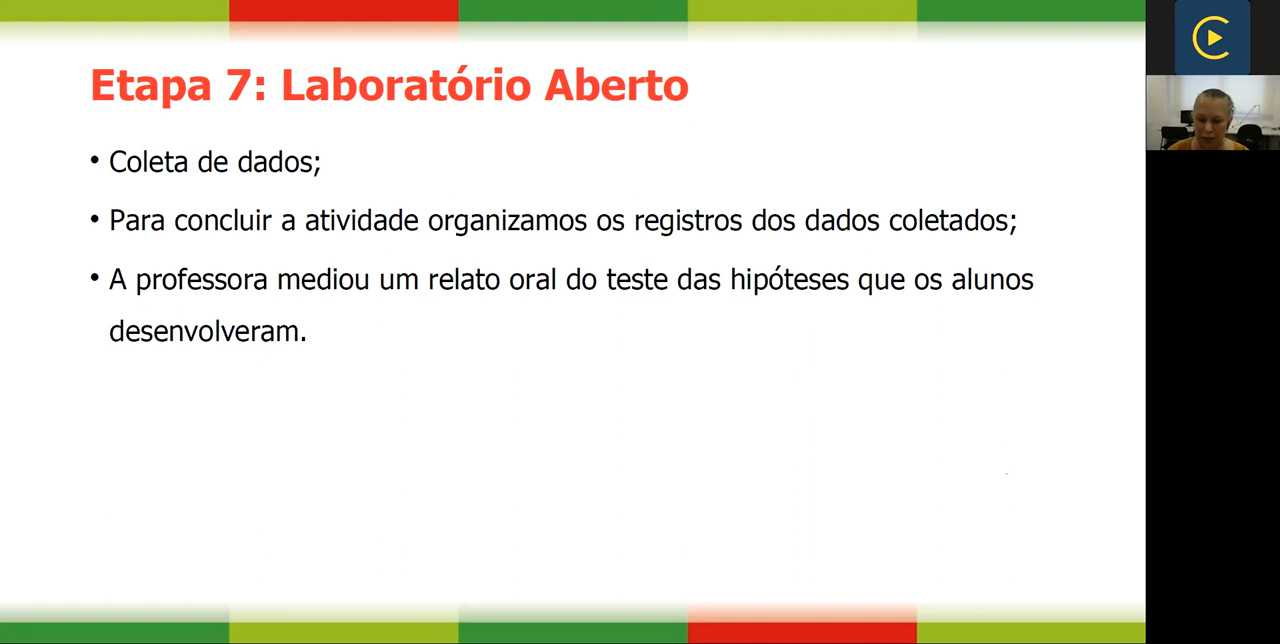 Etapa 7: Laboratório Aberto
• Coleta de dados;
• Para concluir a atividade organizamos os registros dos dados coletados;
• A professora mediou um relato oral do teste das hipóteses que os alunos
desenvolveram.